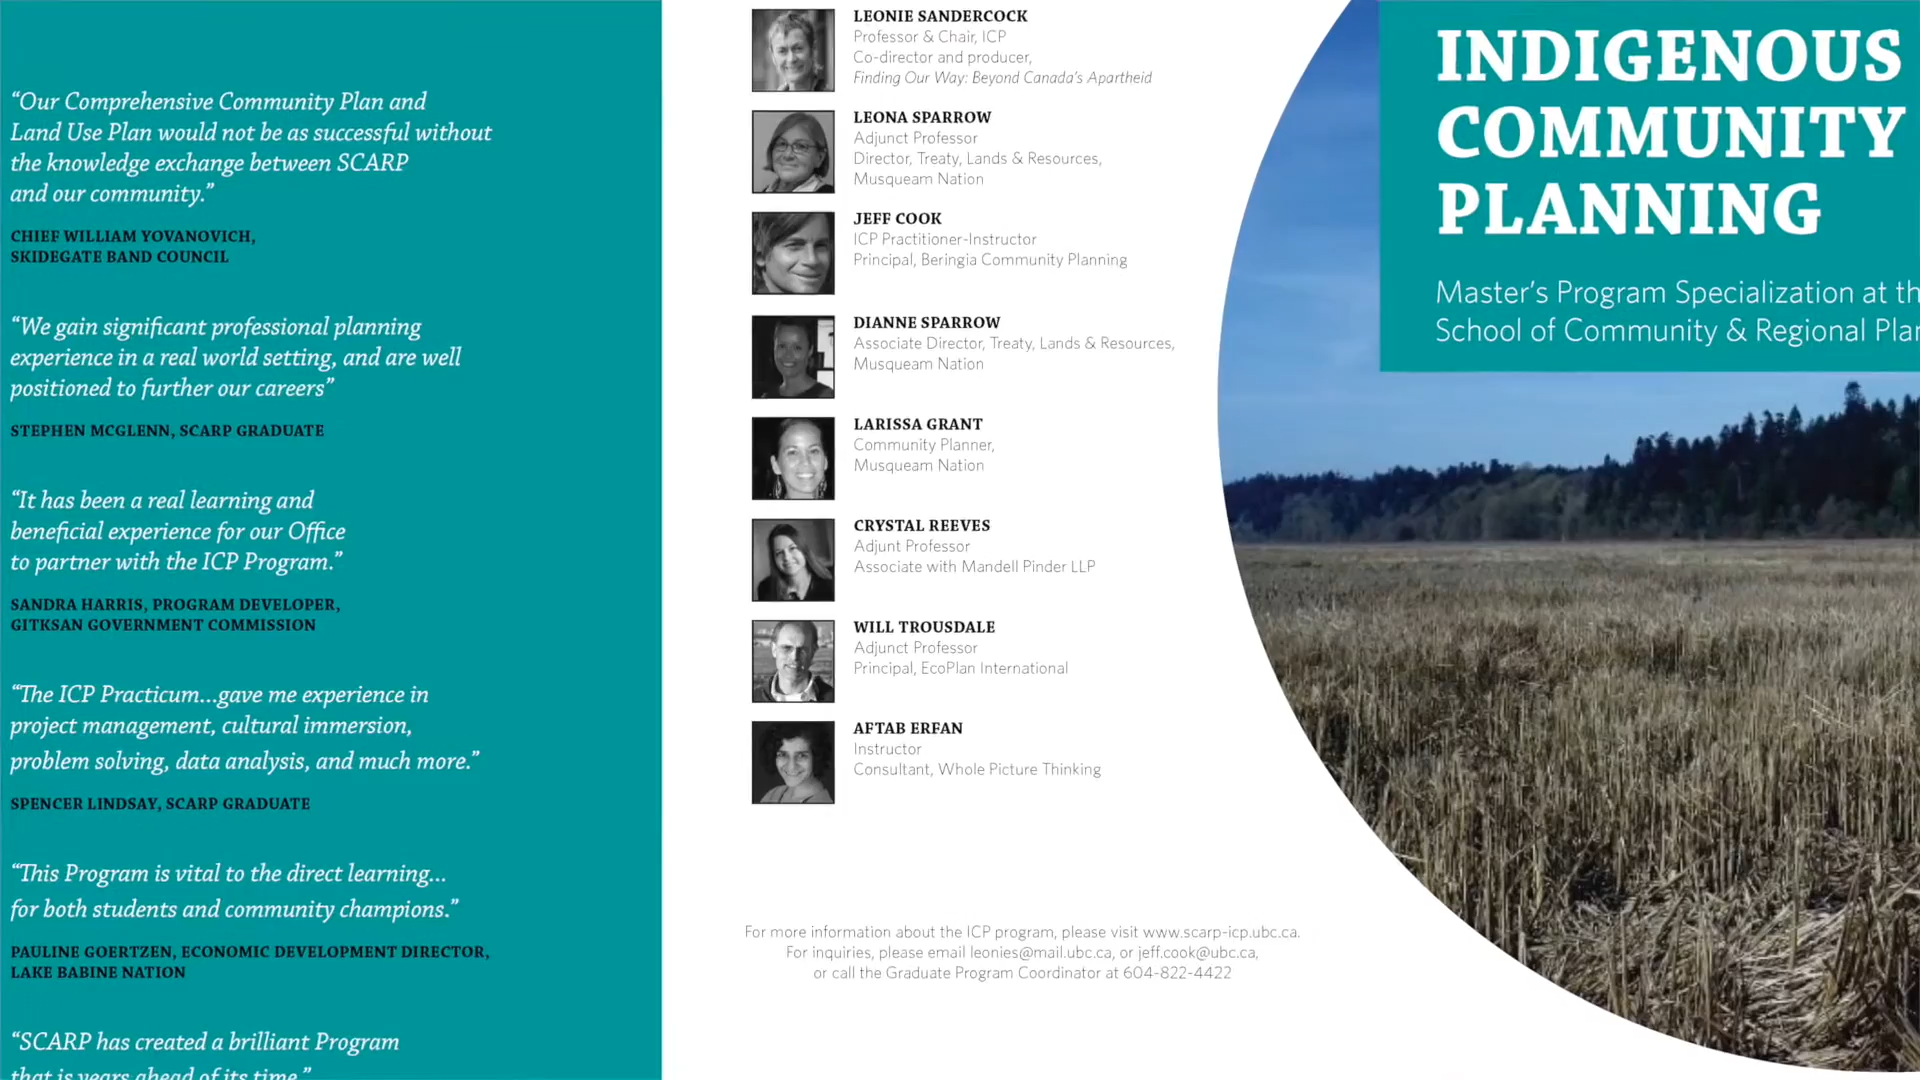 “Our Comprehensive Community Plan and
Land Use Plan would not be as successful without
the knowledge exchange between SCARP
and our community.”
CHIEF WILLIAM YOVANOVICH,
SKIDEGATE BAND COUNCIL
“We gain significant professional planning
experience in a real world setting, and are well
positioned to further our careers”
STEPHEN MCGLENN, SCARP GRADUATE
“It has been a real learning and
beneficial experience for our Office
to partner with the ICP Program.”
SANDRA HARRIS, PROGRAM DEVELOPER,
GITKSAN GOVERNMENT COMMISSION
“The ICP Practicum...gave me experience in
project management, cultural immersion,
problem solving, data analysis, and much more.”
SPENCER LINDSAY, SCARP GRADUATE
“This Program is vital to the direct learning...
for both students and community champions.”
PAULINE GOERTZEN, ECONOMIC DEVELOPMENT DIRECTOR,
LAKE BABINE NATION
“SCARP has created a brilliant Program
that is years ahead of its time.”
LEONIE SANDERCOCK
Professor & Chair, ICP
Co-director and producer,
Finding Our Way: Beyond Canada’s Apartheid
LEONA SPARROW
Adjunct Professor
Director, Treaty, Lands & Resources,
Musqueam Nation
JEFF COOK
ICP Practitioner-Instructor
Principal, Beringia Community Planning
DIANNE SPARROW
Associate Director, Treaty, Lands & Resources,
Musqueam Nation
LARISSA GRANT
Community Planner,
Musqueam Nation
CRYSTAL REEVES
Adjunt Professor
Associate with Mandell Pinder LLP
WILL TROUSDALE
Adjunct Professor
Principal, EcoPlan International
AFTAB ERFAN
Instructor
Consultant, Whole Picture Thinking
For more information about the ICP program, please visit www.scarp-icp.ubc.ca.
For inquiries, please email leonies@mail.ubc.ca, or jeff.cook@ubc.ca,
or call the Graduate Program Coordinator at 604-822-4422
INDIGENOUS
COMMUNITY
PLANNING
Master’s Program Specialization at th
School of Community & Regional Plan